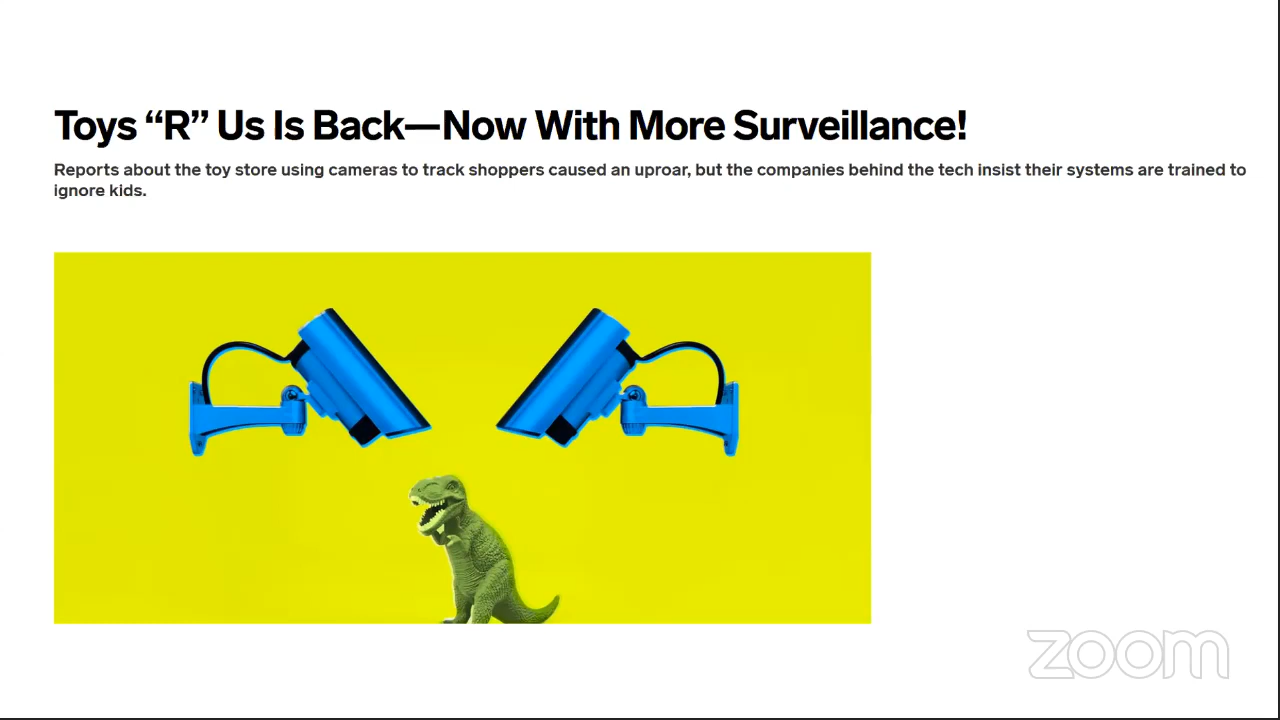 Toys “R” Us Is Back—Now With More Surveillance!
Reports about the toy store using cameras to track shoppers caused an uproar, but the companies behind the tech insist their systems are trained to
ignore kids.
zoom